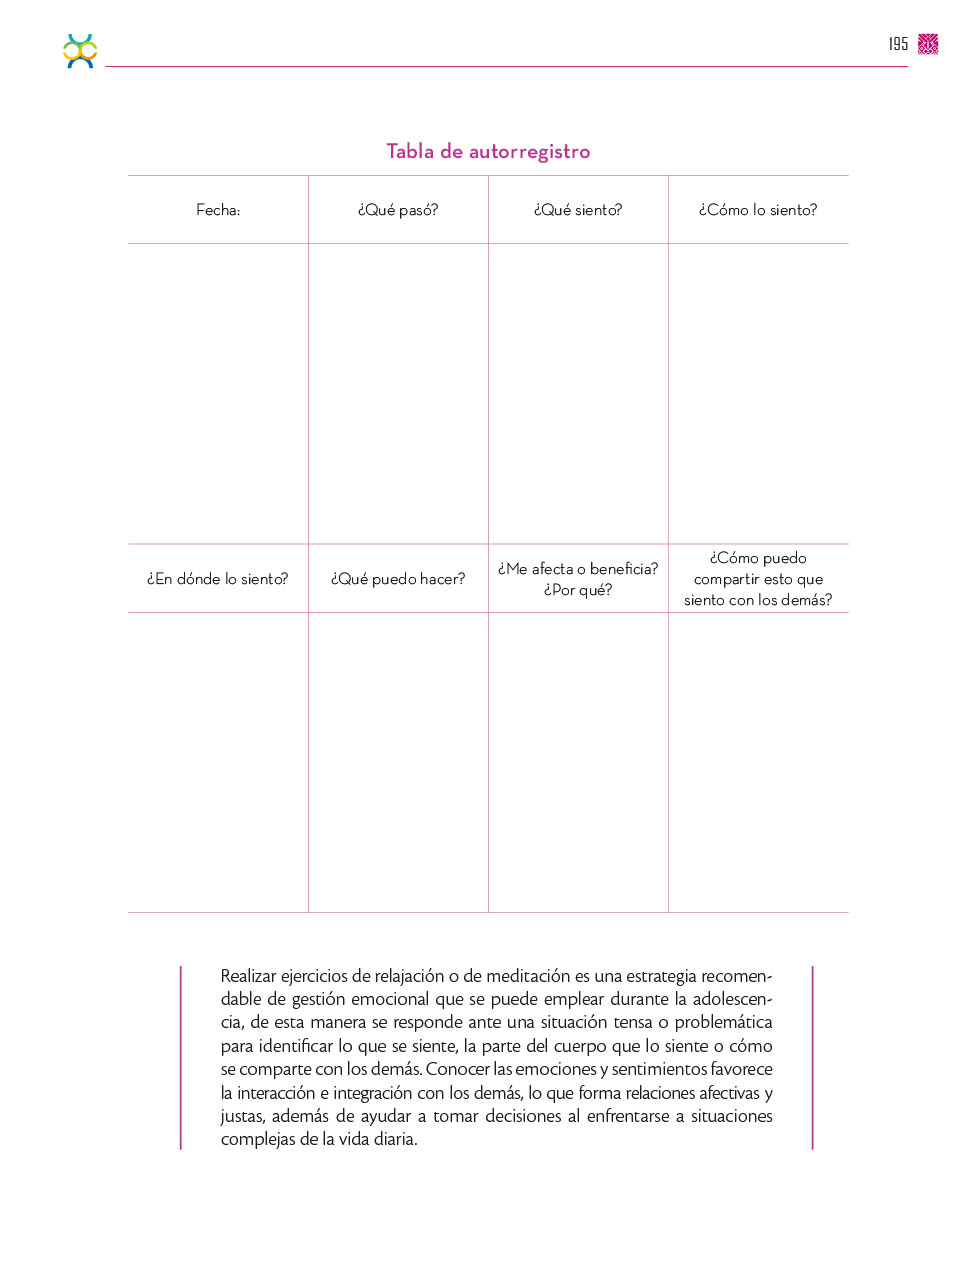 195
Tabla de autorregistro
Fecha:
¿Qué pasó?
¿Qué siento?
¿Cómo lo siento?
¿En dónde lo siento?
¿Qué puedo hacer?
¿Me afecta o beneficia?
¿Por qué?
¿Cómo puedo
compartir esto que
siento con los demás?
Realizar ejercicios de relajación o de meditación es una estrategia recomen-
dable de gestión emocional que se puede emplear durante la adolescen-
cia, de esta manera se responde ante una situación tensa o problemática
para identificar lo que se siente, la parte del cuerpo que lo siente o cómo
se comparte con los demás. Conocer las emociones y sentimientos favorece
la interacción e integración con los demás, lo que forma relaciones afectivas y
justas, además de ayudar a tomar decisiones al enfrentarse a situaciones
complejas de la vida diaria.